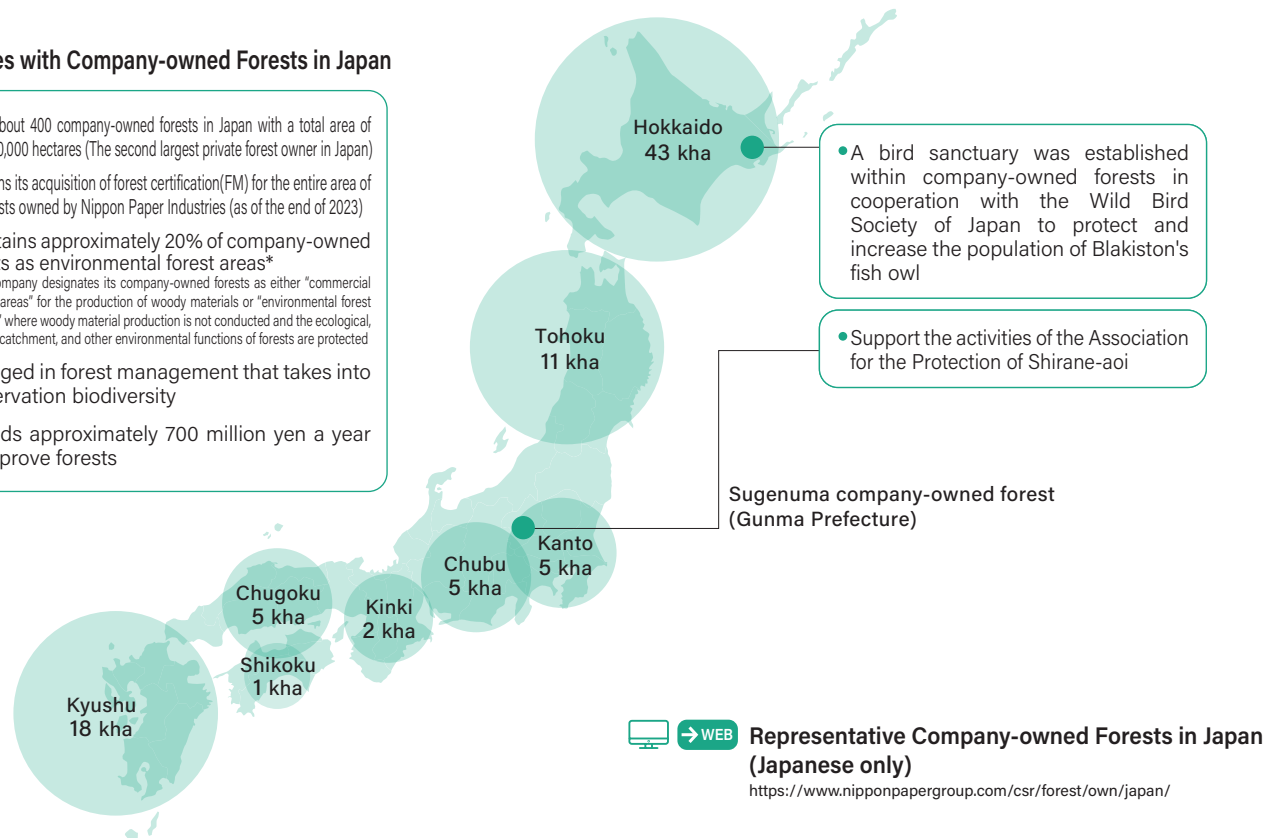 es with Company-owned Forests in Japan
bout 400 company-owned forests in Japan with a total area of
0,000 hectares (The second largest private forest owner in Japan)
ns its acquisition of forest certification(FM) for the entire area of
sts owned by Nippon Paper Industries (as of the end of 2023)
tains approximately 20% of company-owned
ts as environmental forest areas*
ompany designates its company-owned forests as either “commercial
areas” for the production of woody materials or “environmental forest
” where woody material production is not conducted and the ecological,
catchment, and other environmental functions of forests are protected
ged in forest management that takes into
ervation biodiversity
ds approximately 700 million yen a year
prove forests
Hokkaido
43 kha
•A bird sanctuary was established
within company-owned forests in
cooperation with the Wild Bird
Society of Japan to protect and
increase the population of Blakiston's
fish owl
Tohoku
11 kha
•Support the activities of the Association
for the Protection of Shirane-aoi
Sugenuma company-owned forest
(Gunma Prefecture)
Kanto
5 kha
Chubu
5 kha
Chugoku
5 kha
Kinki
2 kha
Shikoku
1 kha
Kyushu
18 kha
→ WEB
Representative Company-owned Forests in Japan
(Japanese only)
https://www.nipponpapergroup.com/csr/forest/own/japan/